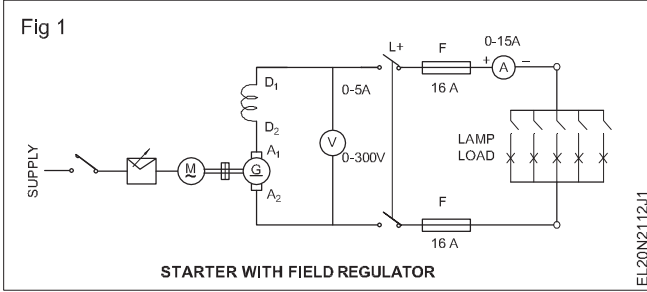 Fig 1
L+
F
0-15A
D1
+
A
–
0-5A
16 A
D2
A1
V
LAMP
LOAD
SUPPLY
M
~
G
0-300V
A2
F
16 A
STARTER WITH FIELD REGULATOR
EL20N2112J1